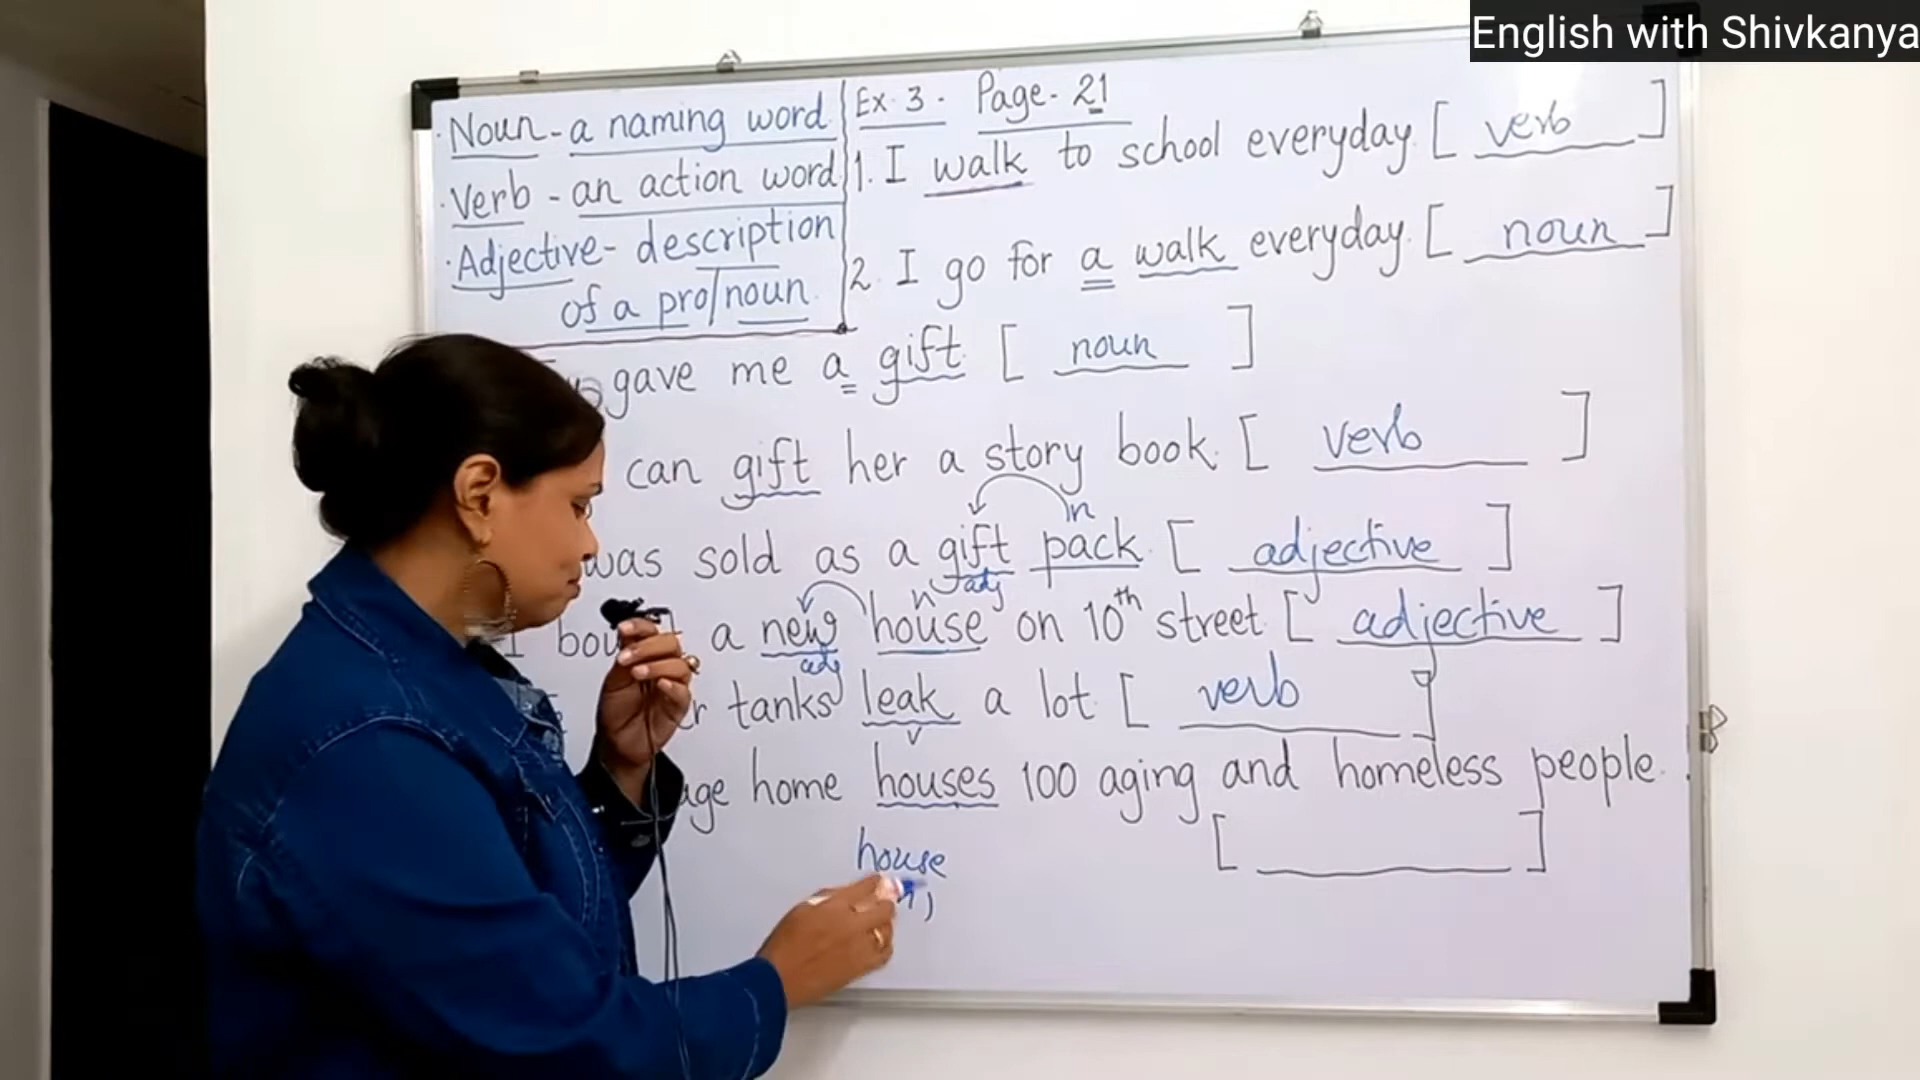 English with Shivkanya
· Noun - a naming word
· Verb - an action word
· Adjective - description
of a pro/noun.
Ex. 3. Page - 21
1. I walk to school everyday. [ verb ]
2. I go for a walk everyday. [ noun ]
gave me a gift. [ noun ]
can gift her a story book. [ verb ]
n
was sold as a gift pack. [ adjective ]
adj
n
I a new house on 10th street. [ adjective ]
adj
tanks leak a lot. [ verb ]
v
home houses 100 aging and homeless people.
[ ]
house